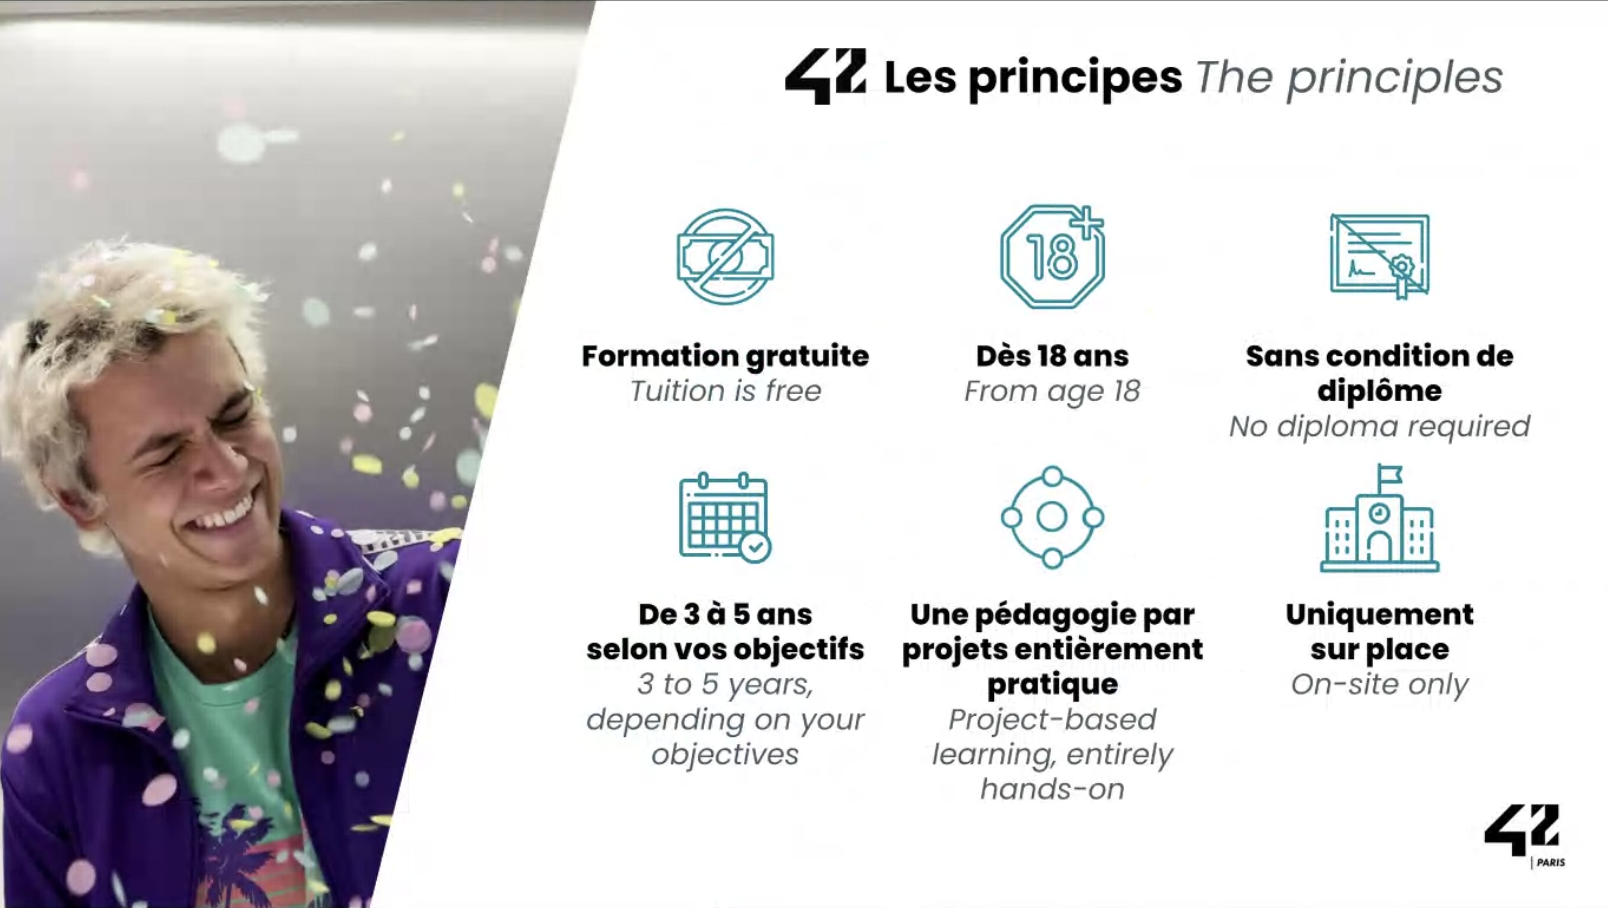 42 Les principes The principles
18+
Formation gratuite
Tuition is free
Dès 18 ans
From age 18
Sans condition de
diplôme
No diploma required
De 3 à 5 ans
selon vos objectifs
3 to 5 years,
depending on your
objectives
Une pédagogie par
projets entièrement
pratique
Project-based
learning, entirely
hands-on
Uniquement
sur place
On-site only
42
| PARIS